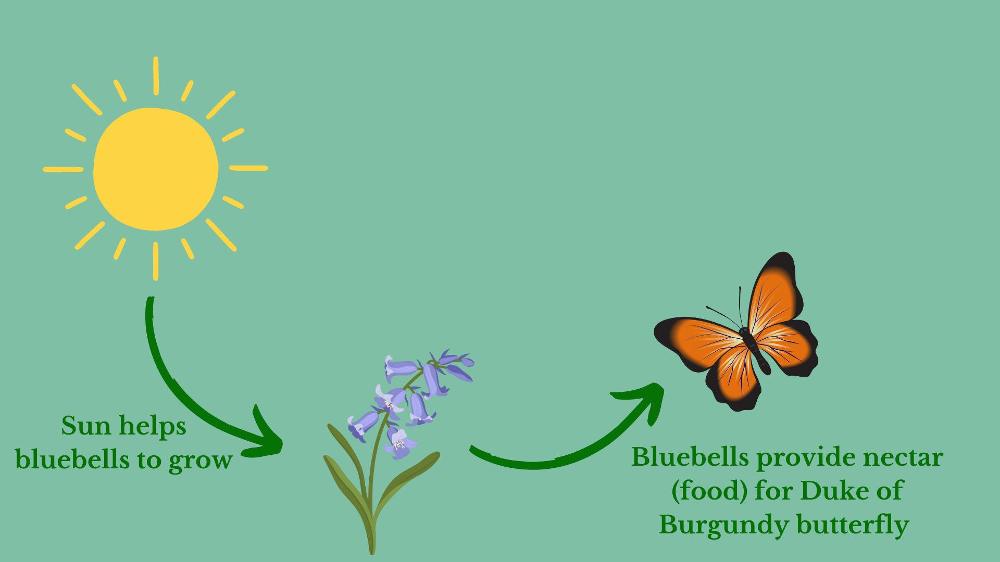 Sun helps
bluebells to grow
Bluebells provide nectar
(food) for Duke of
Burgundy butterfly